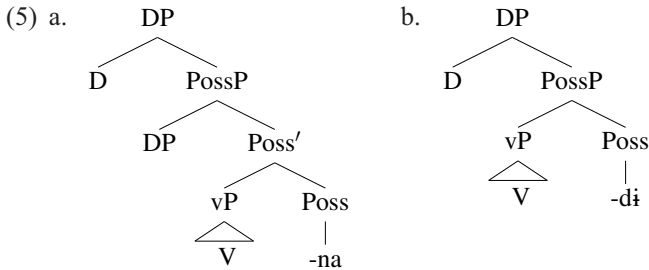 (5) a. DP b. DP
D PossP D PossP
DP Poss′ vP Poss
vP Poss V -dɨ
V -na